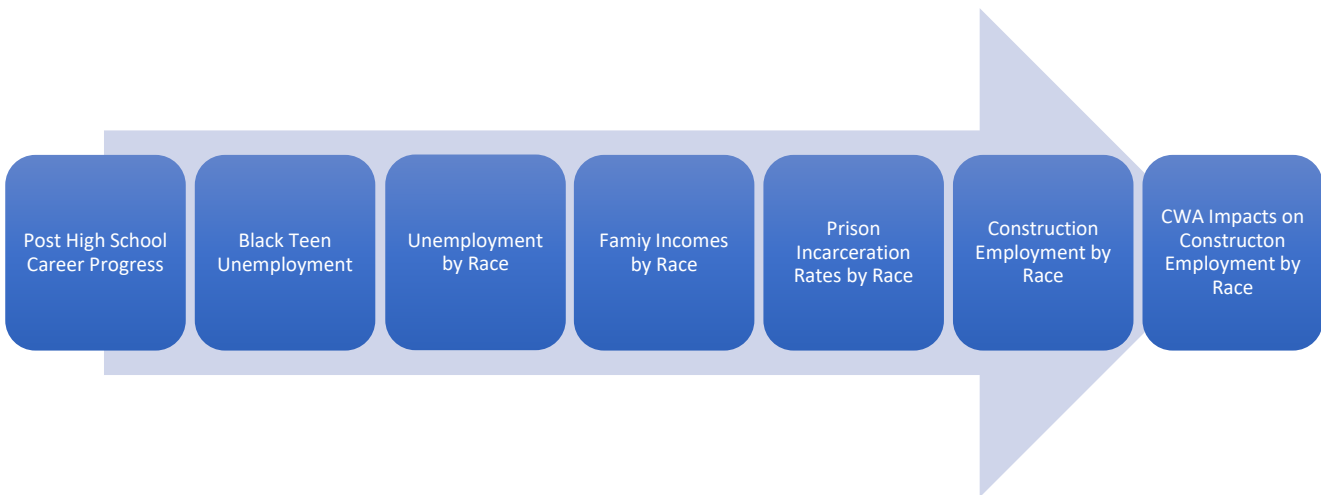 Post High School
Career Progress
Black Teen
Unemployment
Unemployment
by Race
Famiy Incomes
by Race
Prison
Incarceration
Rates by Race
Construction
Employment by
Race
CWA Impacts on
Constructon
Employment by
Race